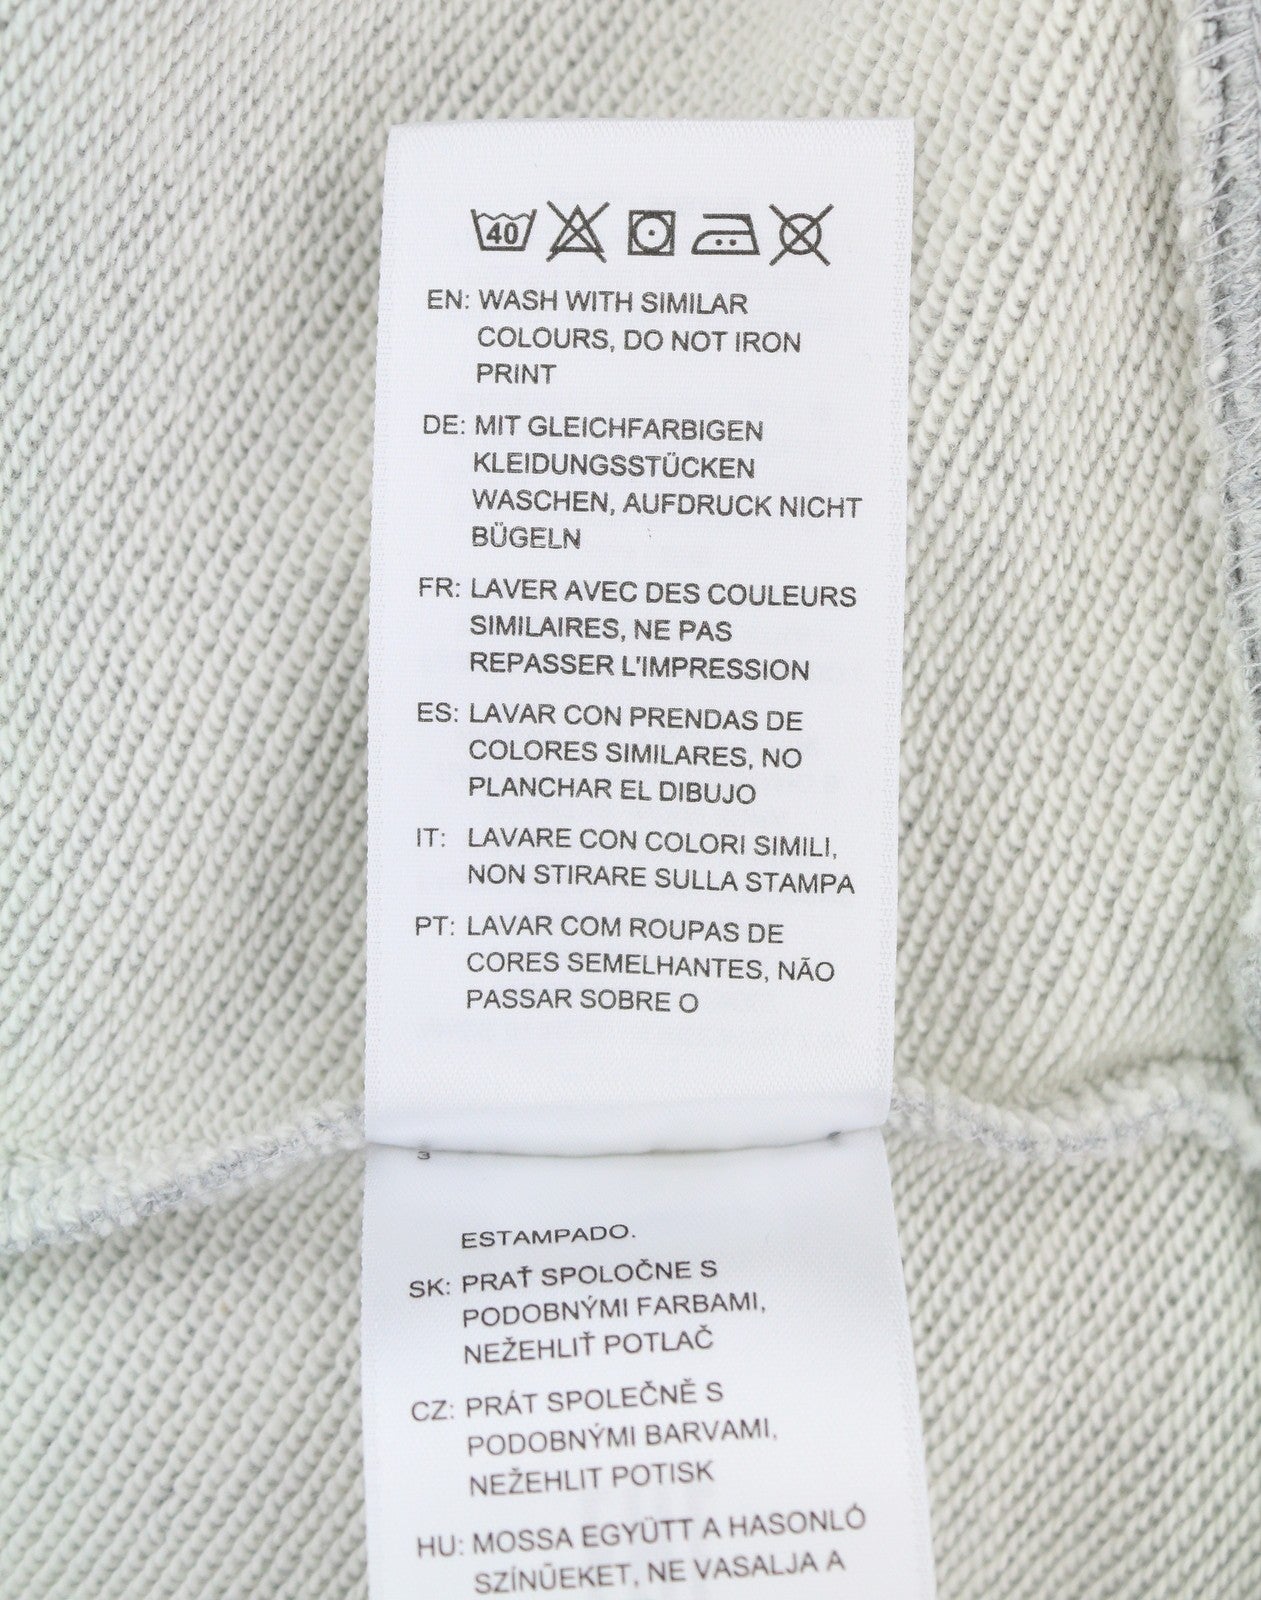 40
EN: WASH WITH SIMILAR
COLOURS, DO NOT IRON
PRINT
DE: MIT GLEICHFARBIGEN
KLEIDUNGSSTÜCKEN
WASCHEN, AUFDRUCK NICHT
BÜGELN
FR: LAVER AVEC DES COULEURS
SIMILAIRES, NE PAS
REPASSER L'IMPRESSION
ES: LAVAR CON PRENDAS DE
COLORES SIMILARES, NO
PLANCHAR EL DIBUJO
IT: LAVARE CON COLORI SIMILI,
NON STIRARE SULLA STAMPA
PT: LAVAR COM ROUPAS DE
CORES SEMELHANTES, NÃO
PASSAR SOBRE O
3
ESTAMPADO.
SK: PRAŤ SPOLOČNE S
PODOBNÝMI FARBAMI,
NEŽEHLIŤ POTLAČ
CZ: PRÁT SPOLEČNĚ S
PODOBNÝMI BARVAMI,
NEŽEHLIT POTISK
HU: MOSSA EGYÜTT A HASONLÓ
SZÍNŰEKET, NE VASALJA A